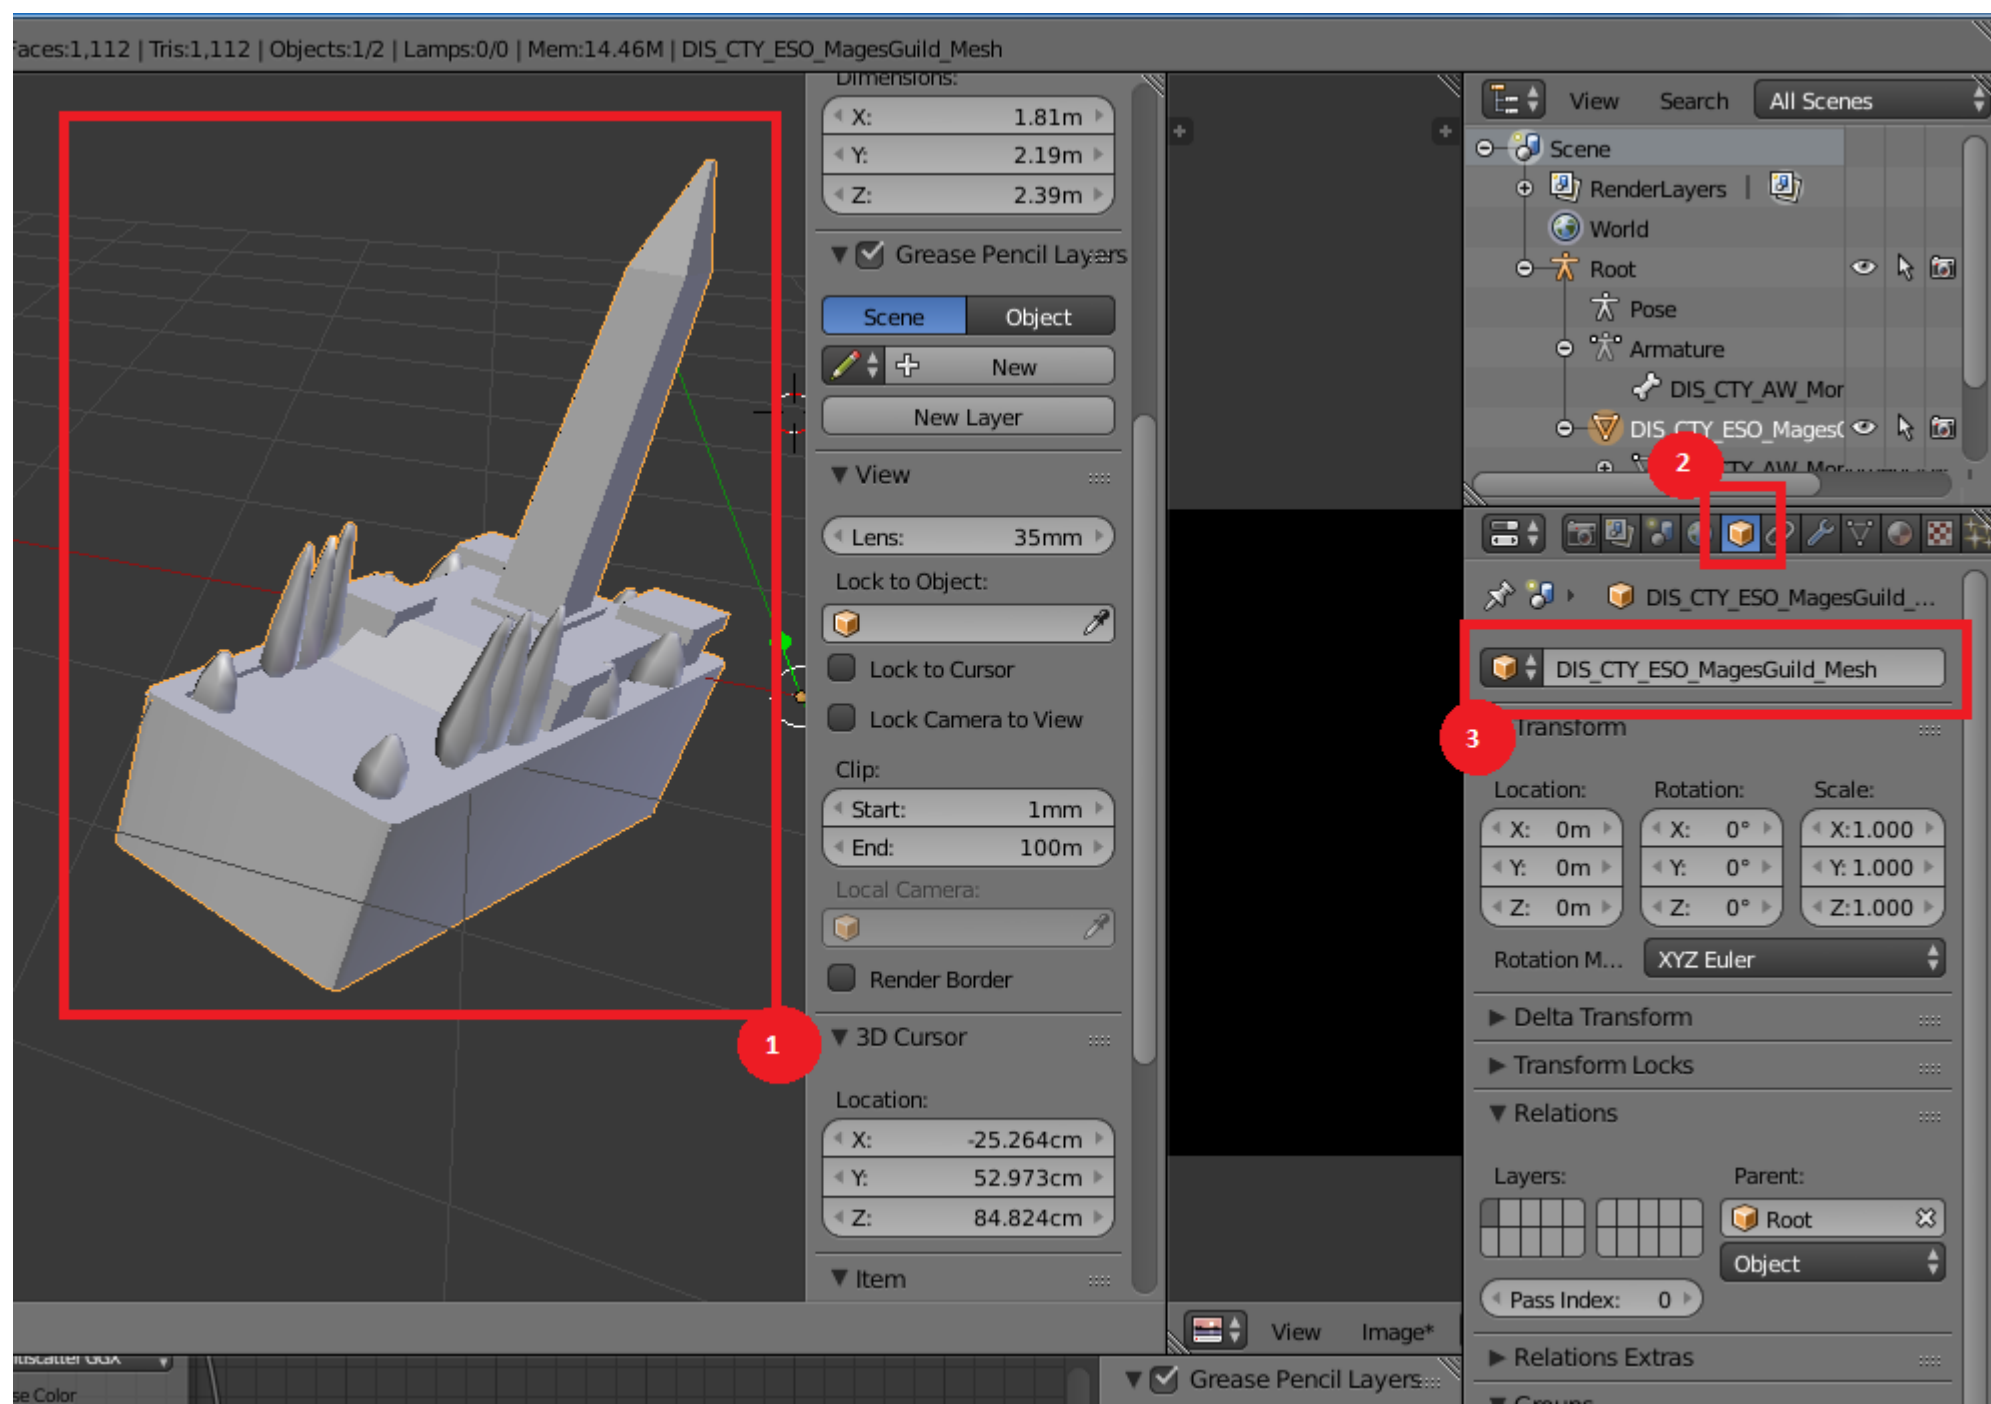 Faces:1,112 | Tris:1,112 | Objects:1/2 | Lamps:0/0 | Mem:14.46M | DIS_CTY_ESO_MagesGuild_Mesh
Dimensions:
X: 1.81m
Y: 2.19m
Z: 2.39m
Grease Pencil Layers
Scene Object
New
New Layer
View
Lens: 35mm
Lock to Object:
Lock to Cursor
Lock Camera to View
Clip:
Start: 1mm
End: 100m
Local Camera:
Render Border
1
3D Cursor
Location:
X: -25.264cm
Y: 52.973cm
Z: 84.824cm
Item
View Image*
Grease Pencil Layers
se Color
View Search All Scenes
Scene
RenderLayers |
World
Root
Pose
Armature
DIS_CTY_AW_Mor
DIS_CTY_ESO_Mages
2
CTY_AW_Mor
DIS_CTY_ESO_MagesGuild_...
DIS_CTY_ESO_MagesGuild_Mesh
3
Transform
Location: Rotation: Scale:
X: 0m X: 0° X:1.000
Y: 0m Y: 0° Y: 1.000
Z: 0m Z: 0° Z:1.000
Rotation M... XYZ Euler
Delta Transform
Transform Locks
Relations
Layers: Parent:
Root
Object
Pass Index: 0
Relations Extras
Groups